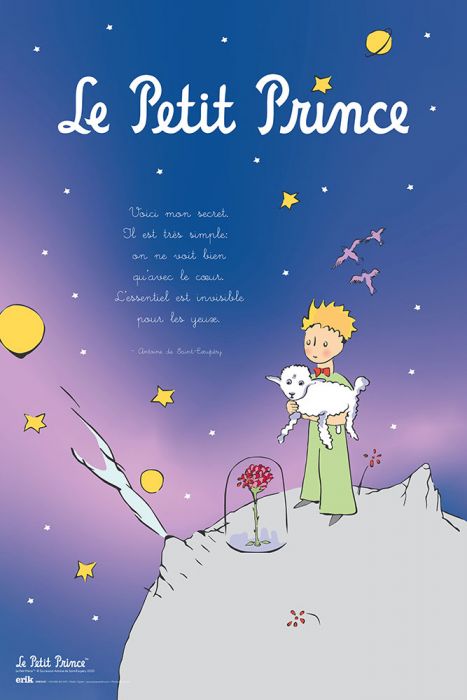 Le Petit Prince
Voici mon secret.
Il est très simple:
on ne voit bien
qu'avec le cœur.
L'essentiel est invisible
pour les yeux.
- Antoine de Saint-Exupéry
Le Petit Prince™
erik